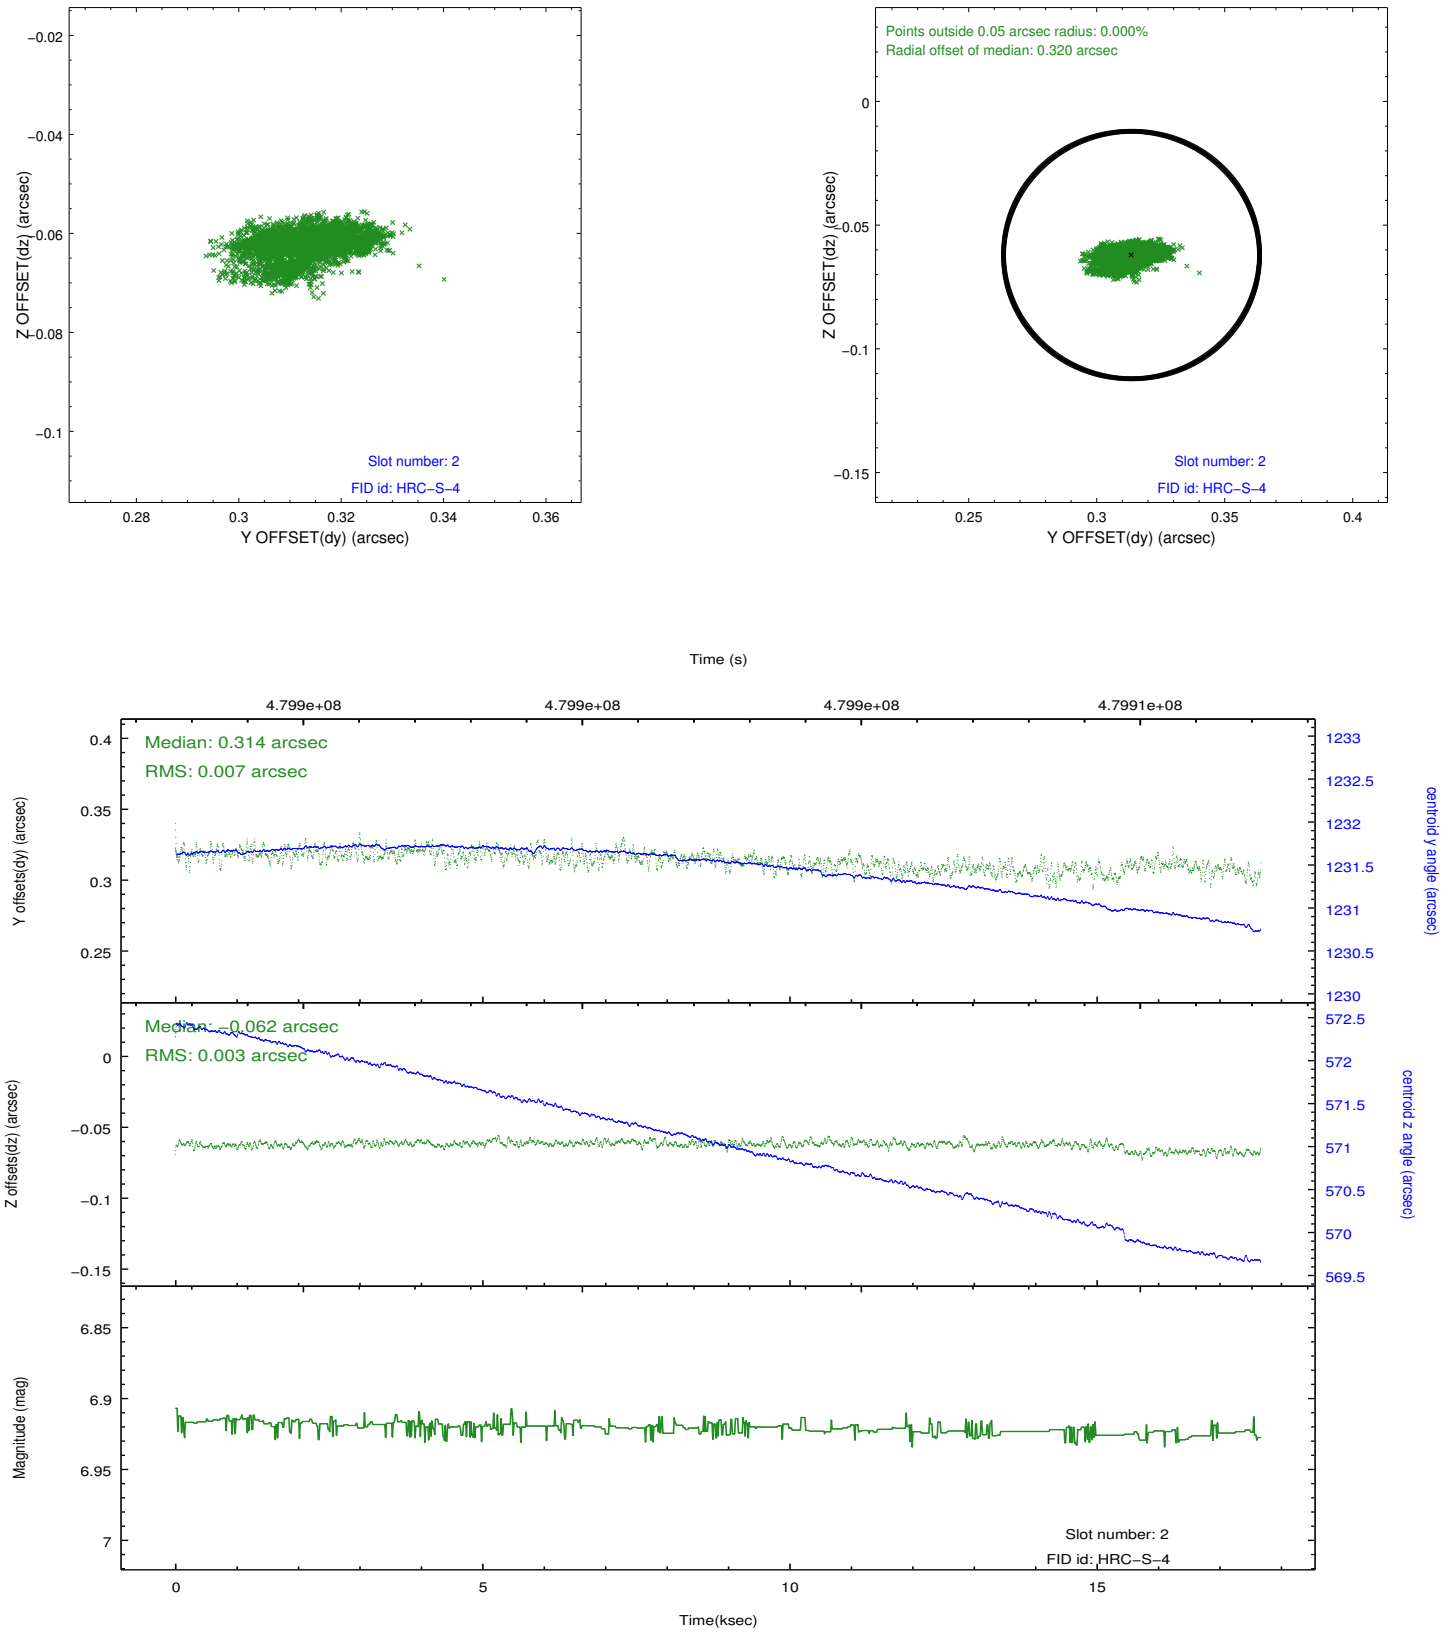 −0.02
−0.04
−0.06
−0.08
−0.1
Z OFFSET(dz) (arcsec)
Slot number: 2
FID id: HRC−S−4
0.28
0.3
0.32
0.34
0.36
Y OFFSET(dy) (arcsec)
Points outside 0.05 arcsec radius: 0.000%
Radial offset of median: 0.320 arcsec
0
−0.05
−0.1
−0.15
Z OFFSET(dz) (arcsec)
Slot number: 2
FID id: HRC−S−4
0.25
0.3
0.35
0.4
Y OFFSET(dy) (arcsec)
Time (s)
4.799e+08
4.799e+08
4.799e+08
4.7991e+08
Median: 0.314 arcsec
RMS: 0.007 arcsec
0.4
0.35
0.3
0.25
Y offsets(dy) (arcsec)
1233
1232.5
1232
1231.5
1231
1230.5
1230
centroid y angle (arcsec)
Median: −0.062 arcsec
RMS: 0.003 arcsec
0
−0.05
−0.1
−0.15
Z offsets(dz) (arcsec)
572.5
572
571.5
571
570.5
570
569.5
centroid z angle (arcsec)
6.85
6.9
6.95
7
Magnitude (mag)
Slot number: 2
FID id: HRC−S−4
0
5
10
15
Time(ksec)